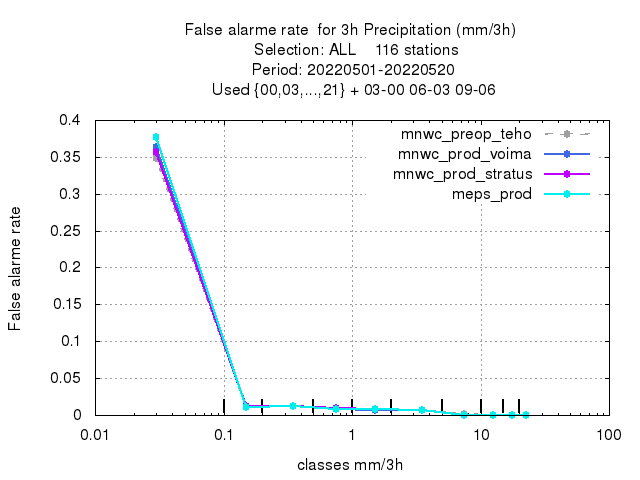 False alarme rate  for 3h Precipitation (mm/3h)
Selection: ALL    116 stations
Period: 20220501-20220520
Used {00,03,...,21} + 03-00 06-03 09-06
mnwc_preop_teho
mnwc_prod_voima
mnwc_prod_stratus
meps_prod
False alarme rate
0.4
0.35
0.3
0.25
0.2
0.15
0.1
0.05
0
0.01 0.1 1 10 100
classes mm/3h